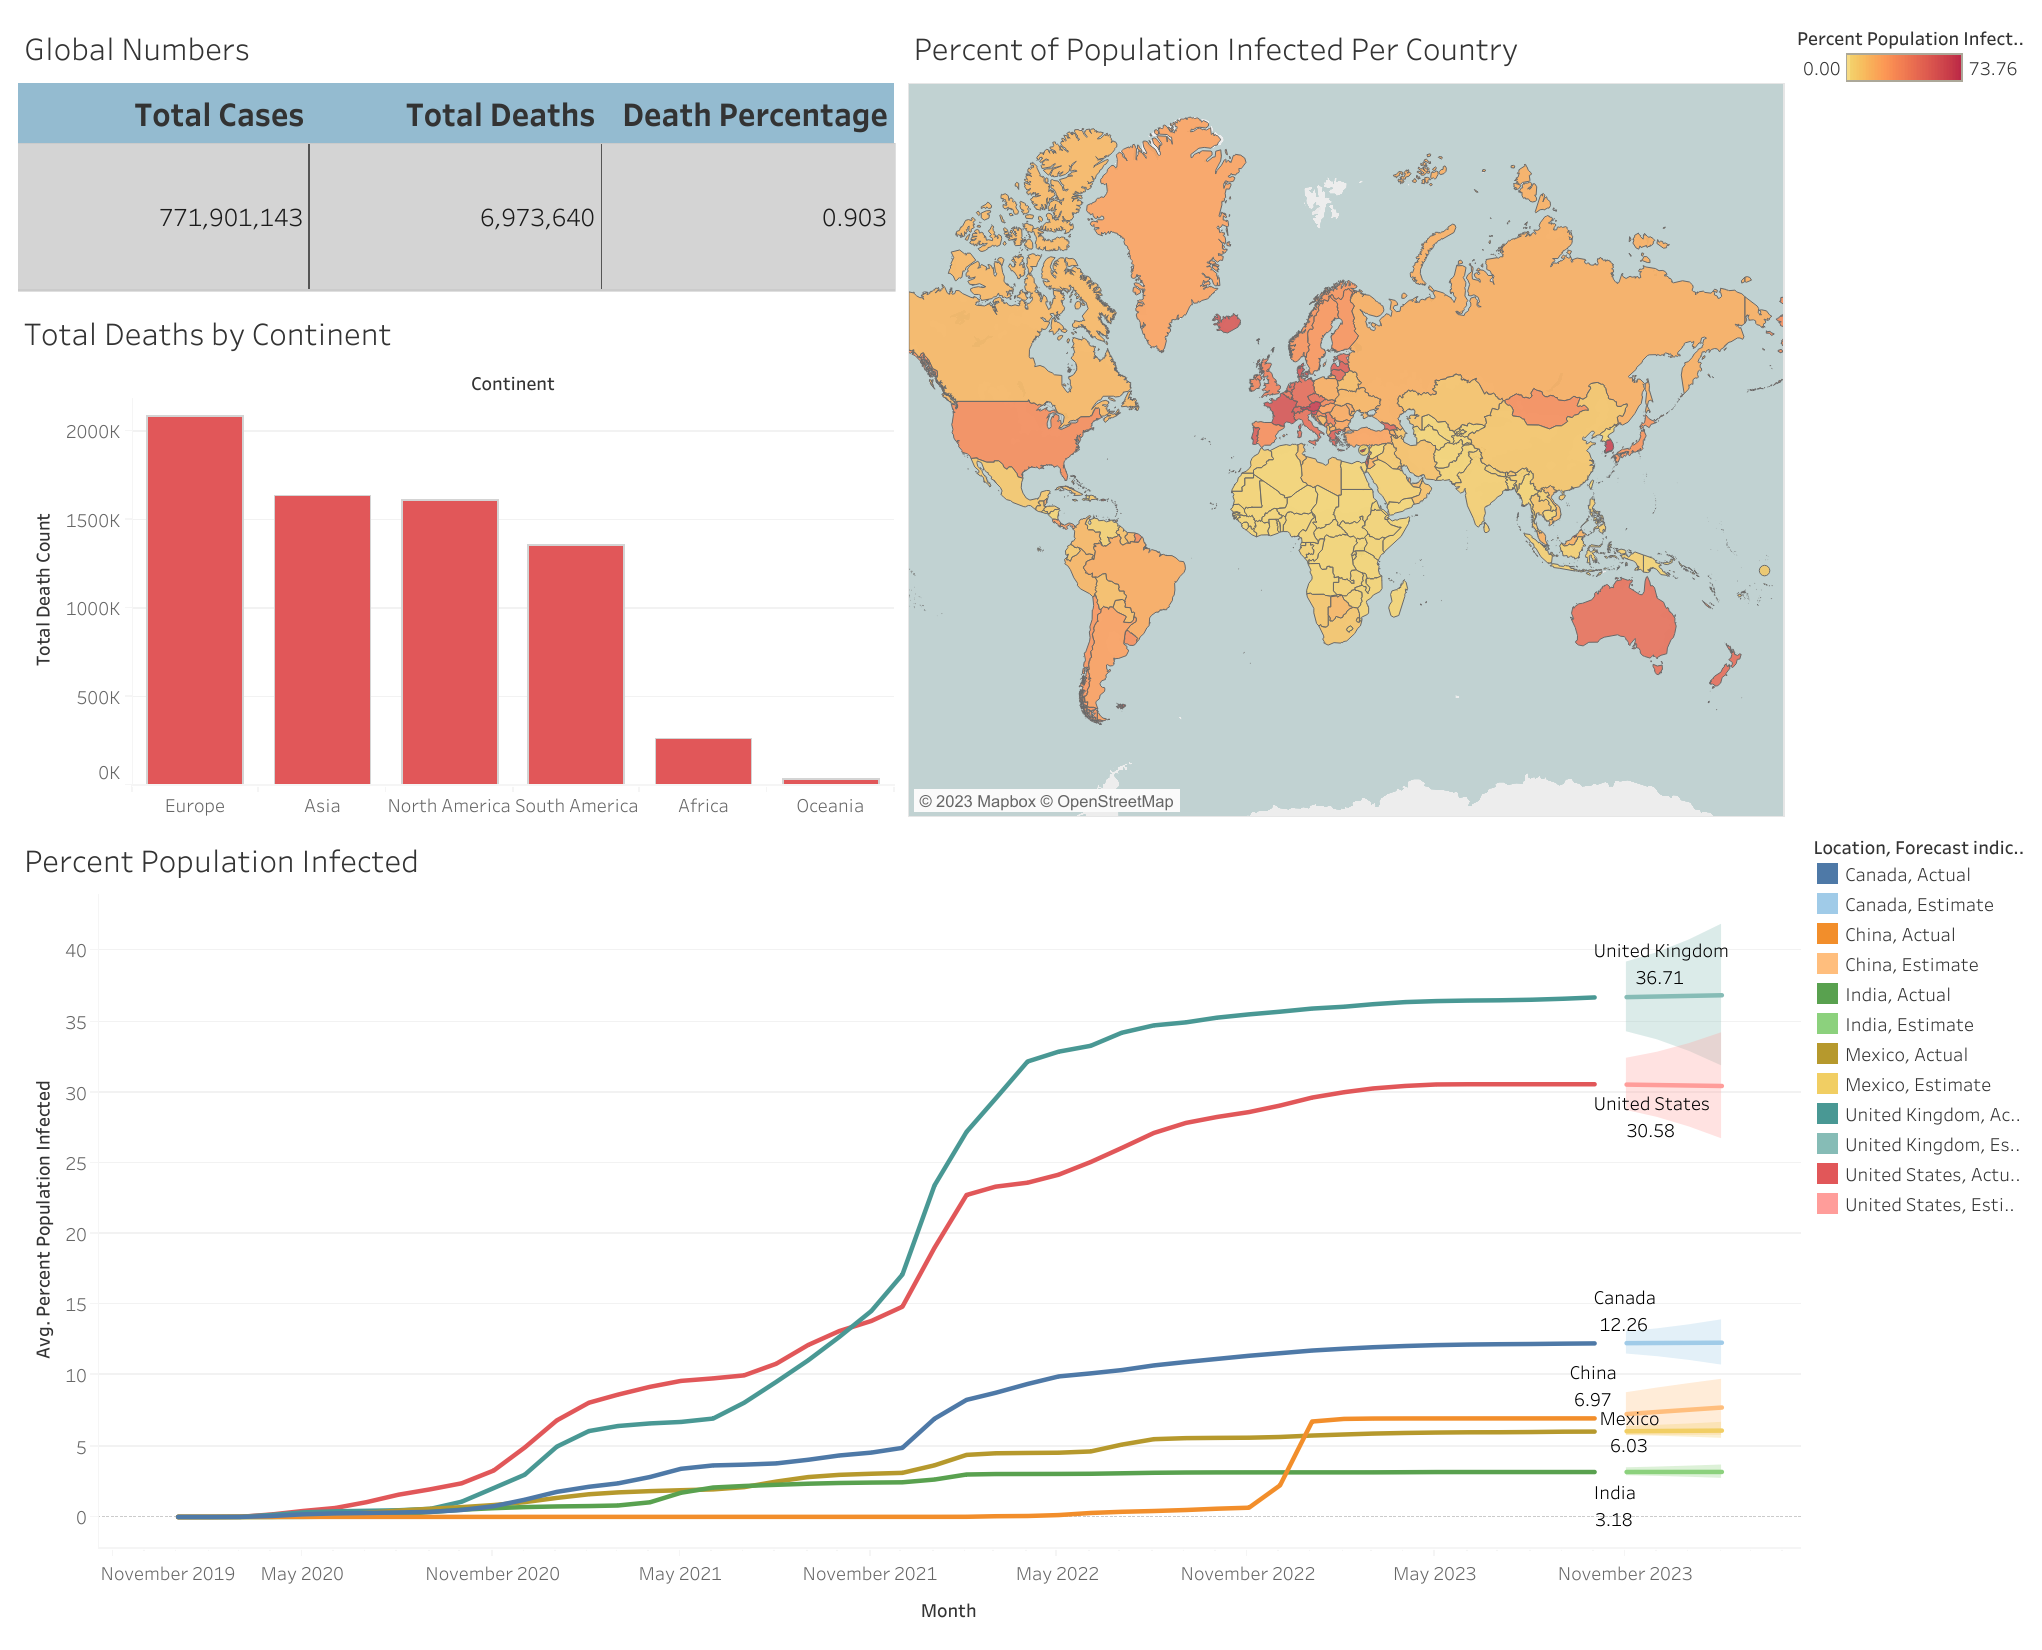 Global Numbers
Total Cases Total Deaths Death Percentage
771,901,143 6,973,640 0.903
Percent of Population Infected Per Country
Percent Population Infect..
0.00 73.76
© 2023 Mapbox © OpenStreetMap
Total Deaths by Continent
Continent
Total Death Count
2000K
1500K
1000K
500K
0K
Europe Asia North America South America Africa Oceania
Percent Population Infected
Avg. Percent Population Infected
40
35
30
25
20
15
10
5
0
United Kingdom
36.71
United States
30.58
Canada
12.26
China
6.97
Mexico
6.03
India
3.18
November 2019 May 2020 November 2020 May 2021 November 2021 May 2022 November 2022 May 2023 November 2023
Month
Location, Forecast indic..
Canada, Actual
Canada, Estimate
China, Actual
China, Estimate
India, Actual
India, Estimate
Mexico, Actual
Mexico, Estimate
United Kingdom, Ac..
United Kingdom, Es..
United States, Actu..
United States, Esti..